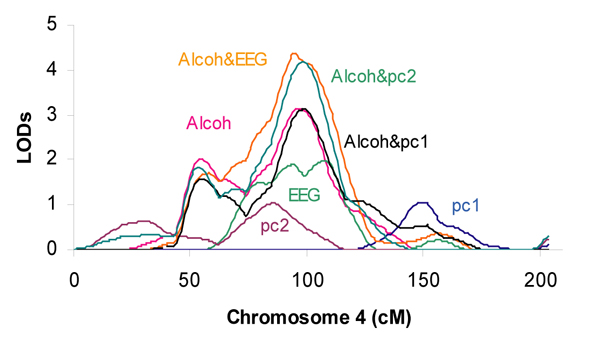 5
Alcoh&EEG
4
Alcoh&pc2
3
Alcoh
Alcoh&pc1
LODs
2
EEG
pc1
1
pc2
0
0 50 100 150 200
Chromosome 4 (cM)